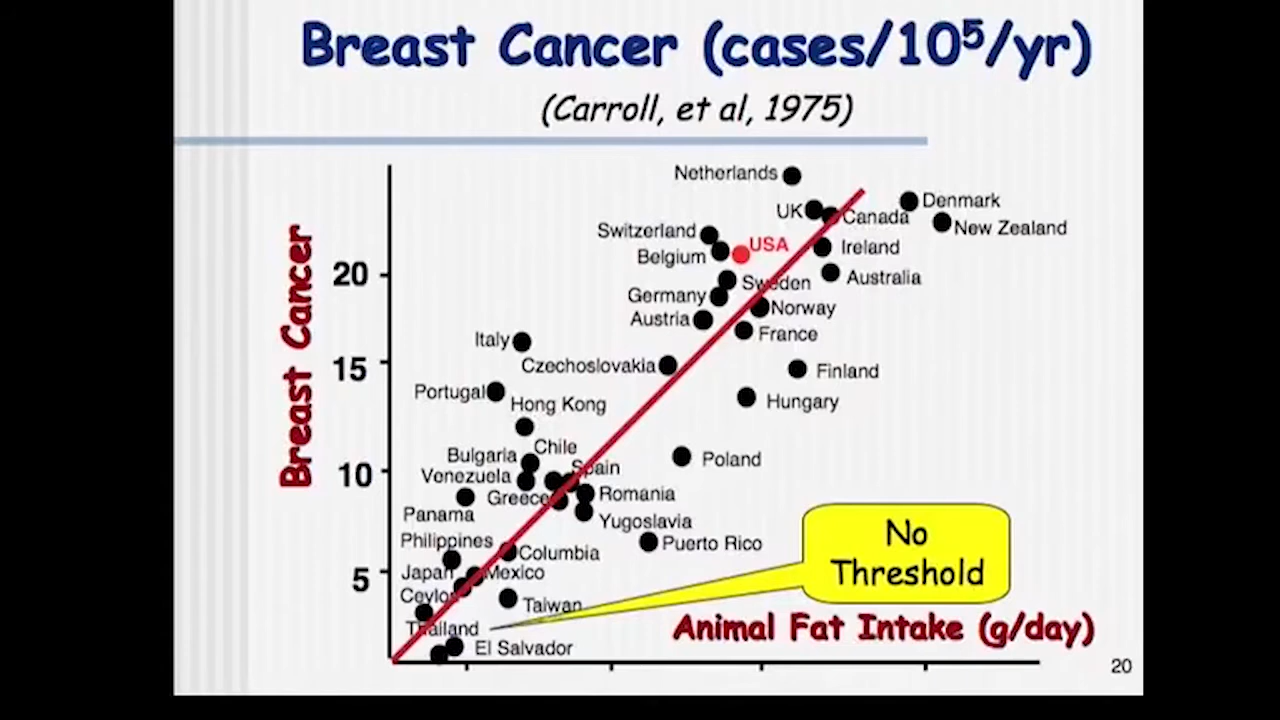 Breast Cancer (cases/10⁵/yr)
(Carroll, et al, 1975)
Netherlands
Denmark
UK
Canada
New Zealand
Switzerland
USA
Belgium
Ireland
20
Sweden
Australia
Germany
Norway
Austria
France
Italy
15
Czechoslovakia
Finland
Portugal
Hungary
Hong Kong
Breast Cancer
Chile
Bulgaria
Poland
10
Venezuela
Spain
Greece
Romania
Panama
Yugoslavia
Philippines
Puerto Rico
Columbia
No
Threshold
5
Japan
Mexico
Ceylon
Taiwan
Thailand
Animal Fat Intake (g/day)
El Salvador
20